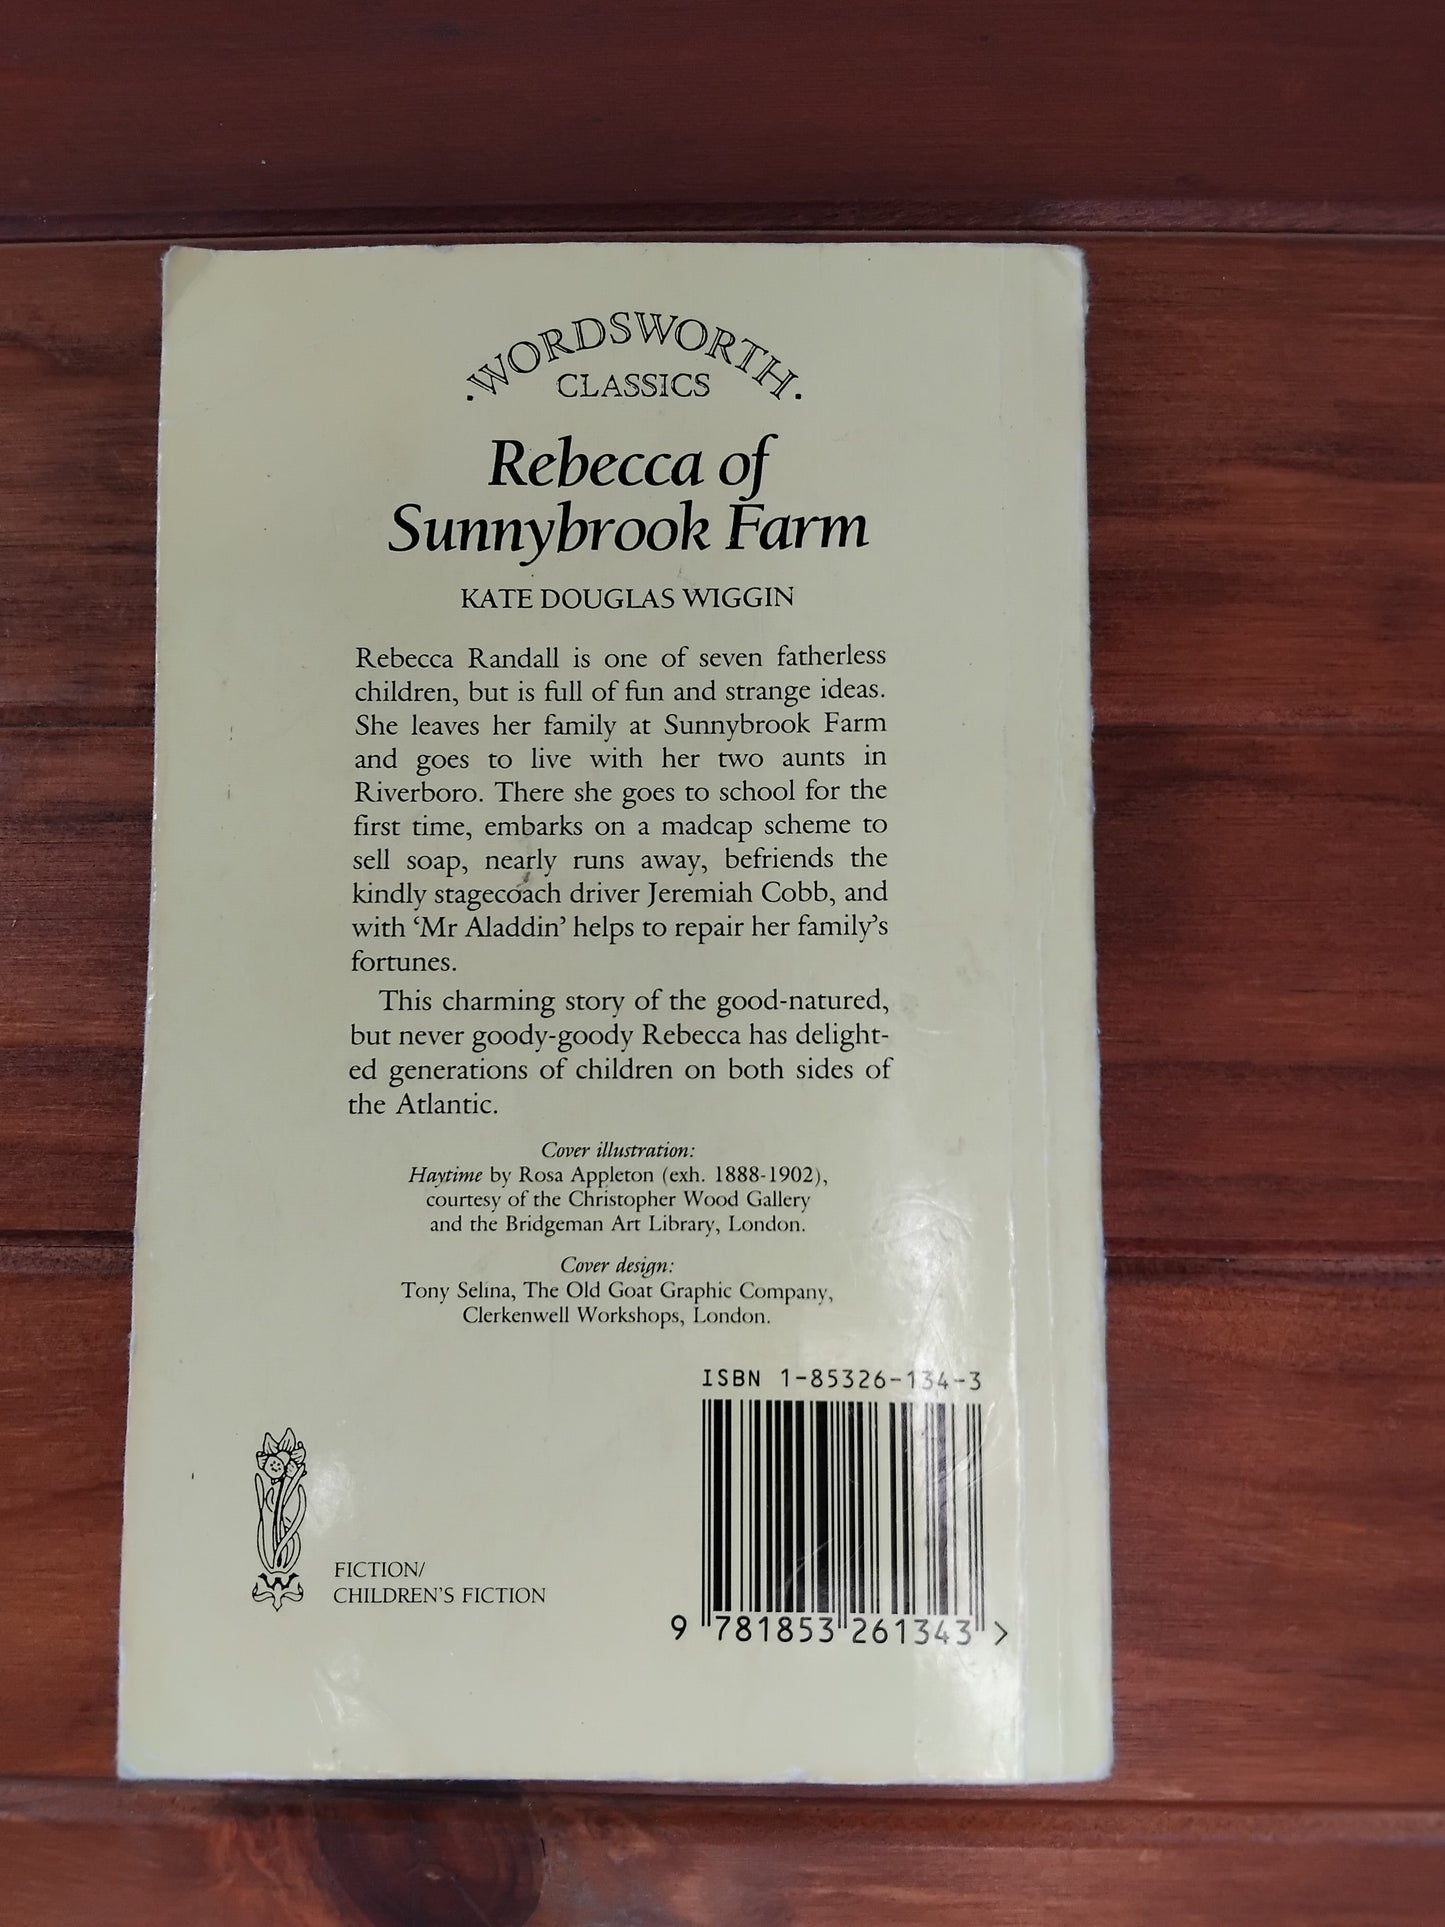 ·WORDSWORTH·
CLASSICS
Rebecca of
Sunnybrook Farm
KATE DOUGLAS WIGGIN
Rebecca Randall is one of seven fatherless
children, but is full of fun and strange ideas.
She leaves her family at Sunnybrook Farm
and goes to live with her two aunts in
Riverboro. There she goes to school for the
first time, embarks on a madcap scheme to
sell soap, nearly runs away, befriends the
kindly stagecoach driver Jeremiah Cobb, and
with ‘Mr Aladdin’ helps to repair her family’s
fortunes.
This charming story of the good-natured,
but never goody-goody Rebecca has delight-
ed generations of children on both sides of
the Atlantic.
Cover illustration:
Haytime by Rosa Appleton (exh. 1888-1902),
courtesy of the Christopher Wood Gallery
and the Bridgeman Art Library, London.
Cover design:
Tony Selina, The Old Goat Graphic Company,
Clerkenwell Workshops, London.
ISBN 1-85326-134-3
FICTION/
CHILDREN'S FICTION
9 781853 261343 >